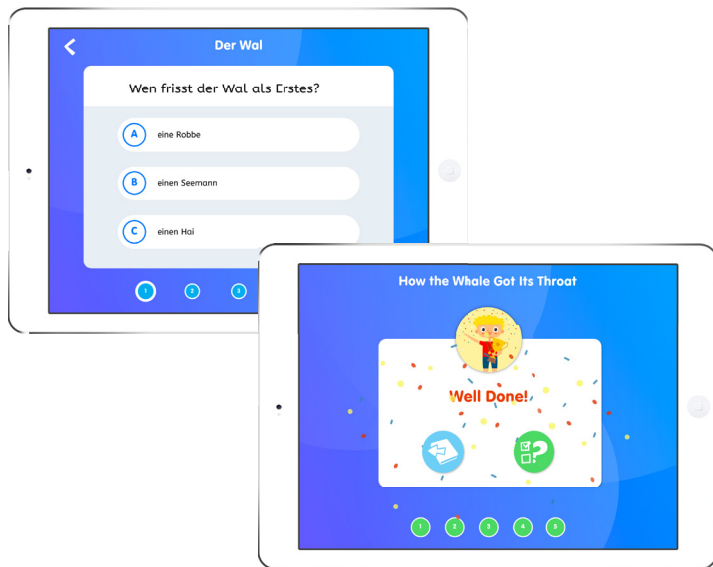 Der Wal
Wen frisst der Wal als Erstes?
A eine Robbe
B einen Seemann
C einen Hai
1 2 3
How the Whale Got Its Throat
Well Done!
?
1 2 3 4 5